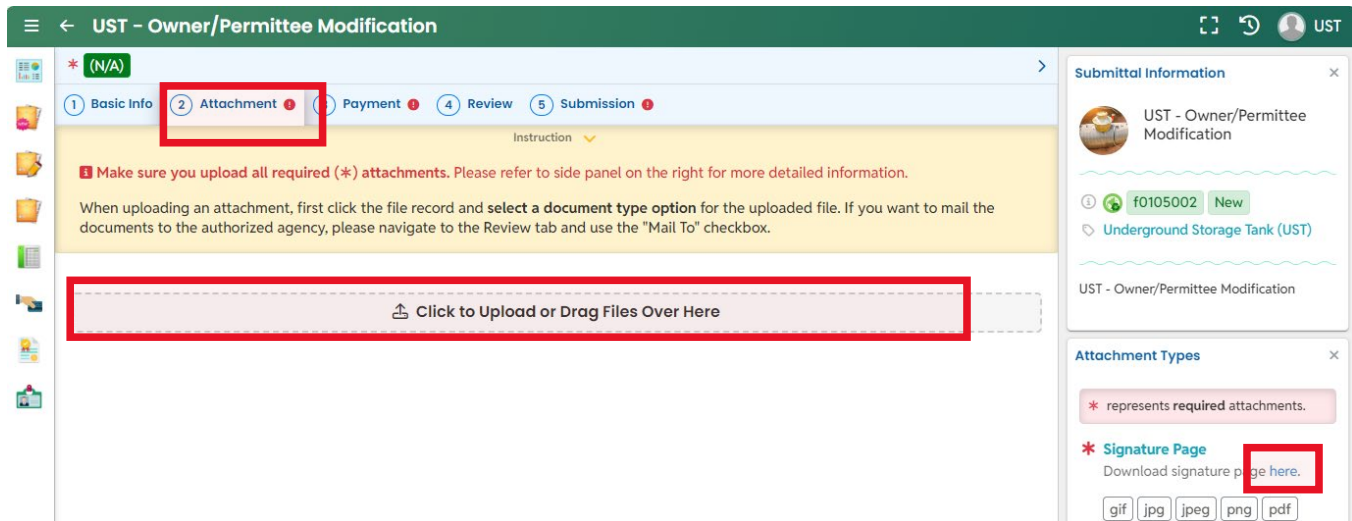 UST - Owner/Permittee Modification
UST
* (N/A)
1 Basic Info
2 Attachment
Payment
4 Review
5 Submission
Instruction
Make sure you upload all required (*) attachments. Please refer to side panel on the right for more detailed information.
When uploading an attachment, first click the file record and select a document type option for the uploaded file. If you want to mail the
documents to the authorized agency, please navigate to the Review tab and use the "Mail To" checkbox.
Click to Upload or Drag Files Over Here
Submittal Information
UST - Owner/Permittee
Modification
f0105002 New
Underground Storage Tank (UST)
UST - Owner/Permittee Modification
Attachment Types
* represents required attachments.
* Signature Page
Download signature page here.
gif jpg jpeg png pdf